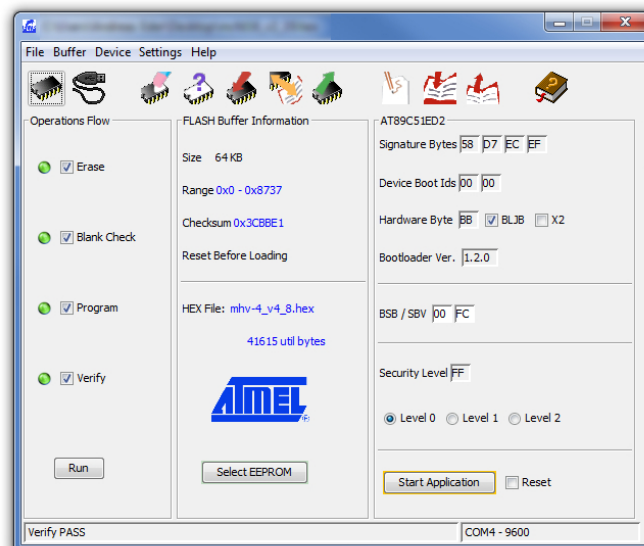 File Buffer Device Settings Help
Operations Flow
Erase
Blank Check
Program
Verify
Run
FLASH Buffer Information
Size 64 KB
Range 0x0 - 0x8737
Checksum 0x3CBBE1
Reset Before Loading
HEX File: mhv-4_v4_8.hex
41615 util bytes
ATMEL
Select EEPROM
AT89C51ED2
Signature Bytes 58 D7 EC EF
Device Boot Ids 00 00
Hardware Byte BB BLJB X2
Bootloader Ver. 1.2.0
BSB / SBV 00 FC
Security Level FF
Level 0 Level 1 Level 2
Start Application Reset
Verify PASS
COM4 - 9600